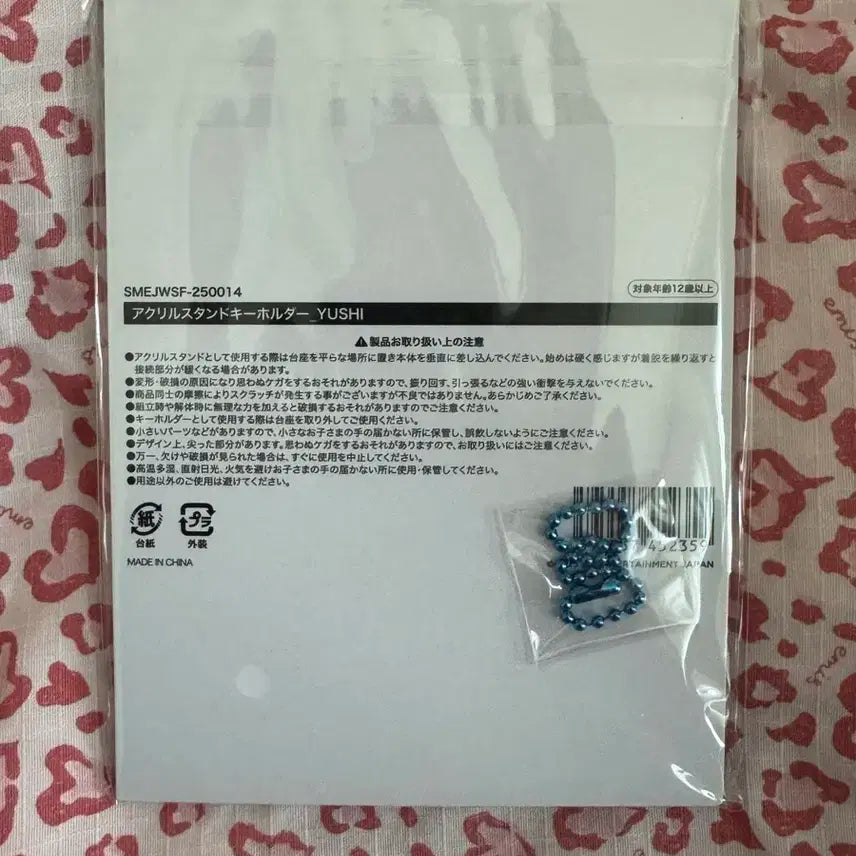 SMEJWSF-250014
対象年齢12歳以上
アクリルスタンドキーホルダー_YUSHI
⚠製品お取り扱い上の注意
●アクリルスタンドとして使用する際は台座を平らな場所に置き本体を垂直に差し込んでください。始めは硬く感じますが着脱を繰り返すと
接続部分が緩くなる場合があります。
●変形・破損の原因になり思わぬケガをするおそれがありますので、振り回す、引っ張るなどの強い衝撃を与えないでください。
●商品同士の摩擦によりスクラッチが発生する事がございますが不良ではありません。あらかじめご了承ください。
●組立時や解体時に無理な力を加えると破損するおそれがありますのでご注意ください。
●キーホルダーとして使用する際は台座を取り外してご使用ください。
●小さいパーツなどがありますので、小さなお子さまの手の届かない所に保管し、誤飲しないようにご注意ください。
●デザイン上、尖った部分があります。思わぬケガをするおそれがありますので、お取り扱いにはご注意ください。
●万一、欠けや破損が見られた場合は、すぐに使用を中止してください。
●高温多湿、直射日光、火気を避けお子さまの手の届かない所に使用・保管してください。
●用途以外のご使用は避けてください。
紙
プラ
台紙
外装
452359
MADE IN CHINA
RTAINMENT JAPAN
emis
emis